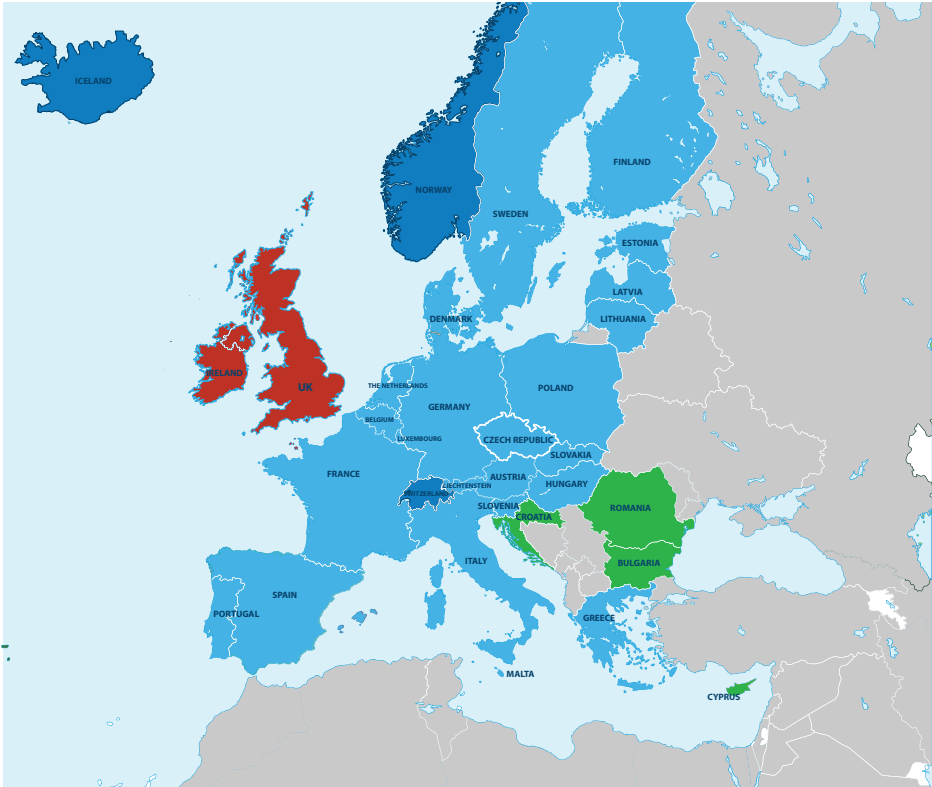 ICELAND
NORWAY
FINLAND
SWEDEN
ESTONIA
LATVIA
DENMARK
LITHUANIA
IRELAND
UK
THE NETHERLANDS
POLAND
GERMANY
BELGIUM
LUXEMBOURG
CZECH REPUBLIC
SLOVAKIA
FRANCE
AUSTRIA
LIECHTENSTEIN
HUNGARY
SWITZERLAND
SLOVENIA
ROMANIA
CROATIA
ITALY
BULGARIA
SPAIN
PORTUGAL
GREECE
MALTA
CYPRUS